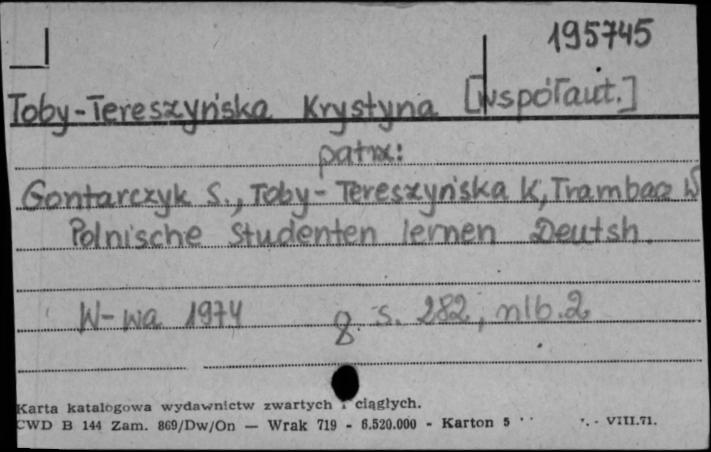 195745
Toby-Tereszyńska Krystyna [współaut.]
patrz:
Gontarczyk S., Toby-Tereszyńska K, Trambacz W
Polnische Studenten lernen Deutsh.
W-wa 1974 8. s. 282, nlb. 2
Karta katalogowa wydawnictw zwartych i ciągłych.
CWD B 144 Zam. 869/Dw/On — Wrak 719 - 6.520.000 - Karton 5 - VIII.71.